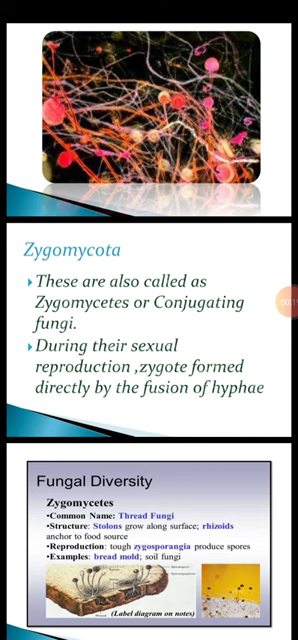 Zygomycota
These are also called as
Zygomycetes or Conjugating
fungi.
During their sexual
reproduction ,zygote formed
directly by the fusion of hyphae
Fungal Diversity
Zygomycetes
•Common Name: Thread Fungi
•Structure: Stolons grow along surface; rhizoids
anchor to food source
•Reproduction: tough zygosporangia produce spores
•Examples: bread mold; soil fungi
(Label diagram on notes)